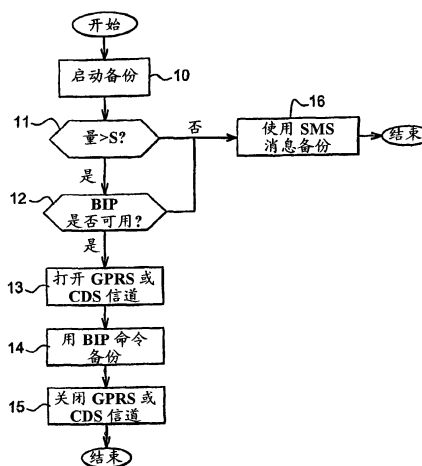 开始
启动备份
10
11
量>S?
否
16
使用 SMS
消息备份
结束
是
12
BIP
是否可用?
是
13
打开 GPRS 或
CDS 信道
14
用 BIP 命令
备份
15
关闭 GPRS 或
CDS 信道
结束